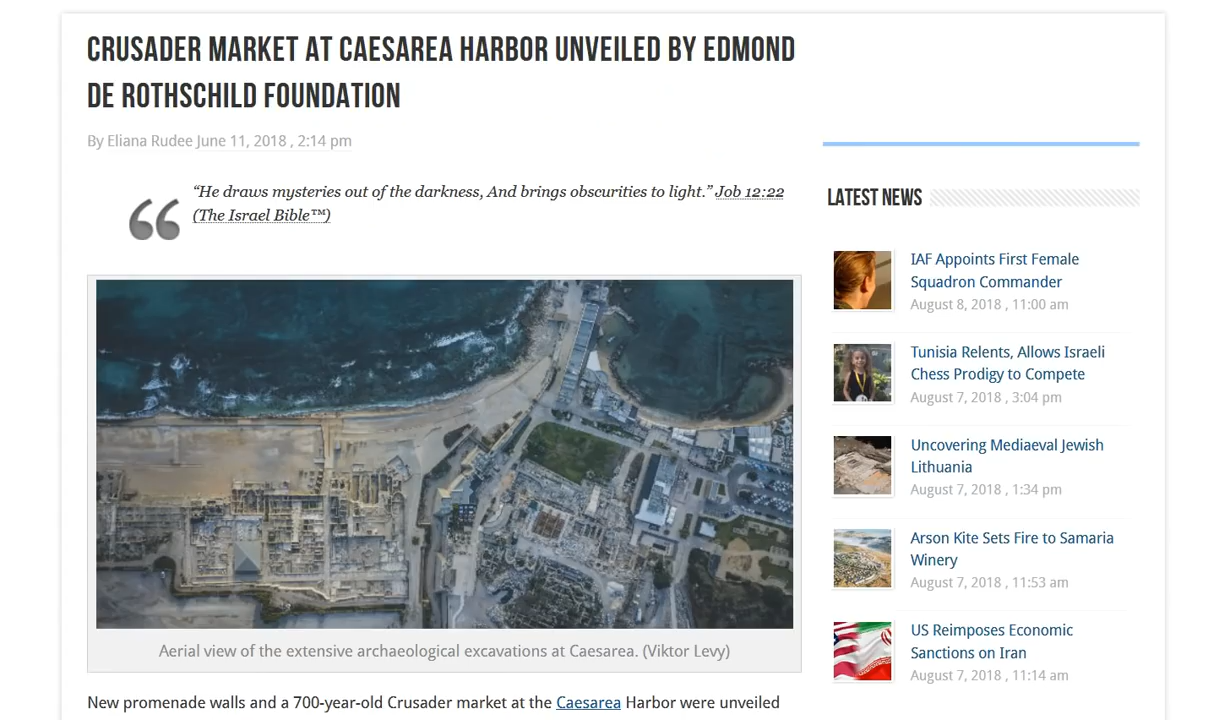 CRUSADER MARKET AT CAESAREA HARBOR UNVEILED BY EDMOND
DE ROTHSCHILD FOUNDATION
By Eliana Rudee June 11, 2018 , 2:14 pm
“He draws mysteries out of the darkness, And brings obscurities to light.” Job 12:22
(The Israel Bible™)
Aerial view of the extensive archaeological excavations at Caesarea. (Viktor Levy)
New promenade walls and a 700-year-old Crusader market at the Caesarea Harbor were unveiled
LATEST NEWS
IAF Appoints First Female
Squadron Commander
August 8, 2018 , 11:00 am
Tunisia Relents, Allows Israeli
Chess Prodigy to Compete
August 7, 2018 , 3:04 pm
Uncovering Mediaeval Jewish
Lithuania
August 7, 2018 , 1:34 pm
Arson Kite Sets Fire to Samaria
Winery
August 7, 2018 , 11:53 am
US Reimposes Economic
Sanctions on Iran
August 7, 2018 , 11:14 am